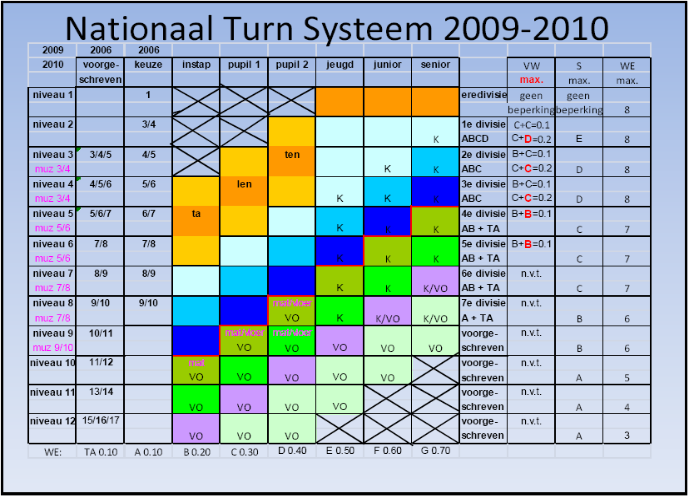 Nationaal Turn Systeem 2009-2010
2009 2006 2006
2010 voorge- keuze instap pupil 1 pupil 2 jeugd junior senior VW S WE
schreven max. max. max.
niveau 1 1 eredivisie geen geen
beperking beperking 8
niveau 2 3/4 1e divisie C+C=0.1
K ABCD C+D=0.2 E 8
niveau 3 3/4/5 4/5 ten 2e divisie B+C=0.1
muz 3/4 K K ABC C+C=0.2 D 8
niveau 4 4/5/6 5/6 len 3e divisie B+C=0.1
muz 3/4 K K K ABC C+C=0.2 D 8
niveau 5 5/6/7 6/7 ta 4e divisie B+B=0.1
muz 5/6 K K K AB + TA C 7
niveau 6 7/8 7/8 5e divisie B+B=0.1
muz 5/6 K K K AB + TA C 7
niveau 7 8/9 8/9 6e divisie n.v.t.
muz 7/8 K K K/VO AB + TA C 7
niveau 8 9/10 9/10 mat/vloer 7e divisie n.v.t.
muz 7/8 VO K K/VO K/VO A + TA B 6
niveau 9 10/11 mat/vloer mat/vloer voorge- n.v.t.
muz 9/10 VO VO VO VO VO schreven B 6
niveau 10 11/12 mat voorge- n.v.t.
VO VO VO VO VO schreven A 5
niveau 11 13/14 voorge- n.v.t.
VO VO VO VO schreven A 4
niveau 12 15/16/17 voorge- n.v.t.
VO VO VO schreven A 3
WE: TA 0.10 A 0.10 B 0.20 C 0.30 D 0.40 E 0.50 F 0.60 G 0.70